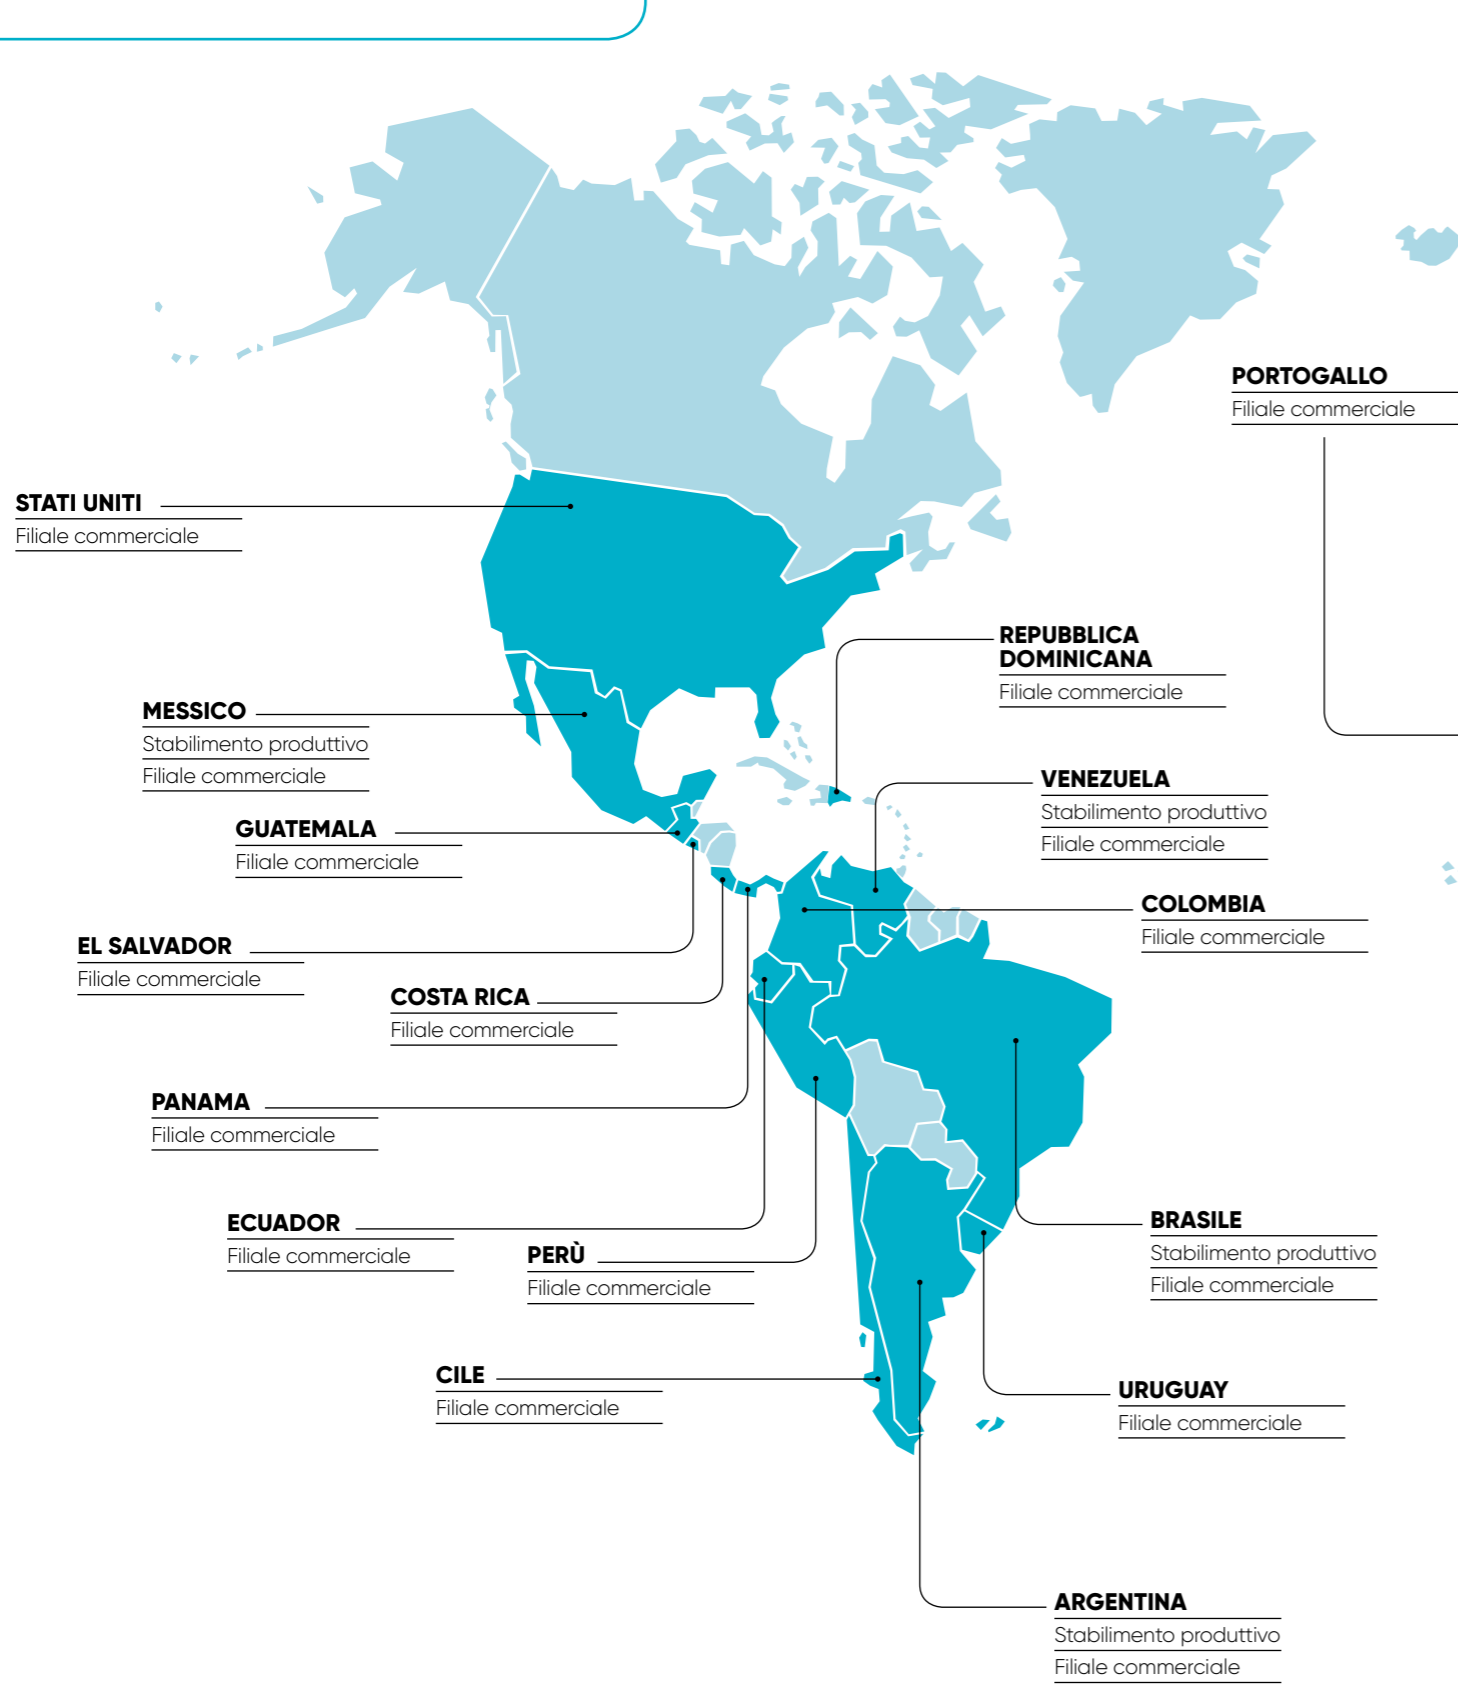 PORTOGALLO
Filiale commerciale
STATI UNITI
Filiale commerciale
REPUBBLICA
DOMINICANA
Filiale commerciale
MESSICO
Stabilimento produttivo
Filiale commerciale
VENEZUELA
Stabilimento produttivo
Filiale commerciale
GUATEMALA
Filiale commerciale
COLOMBIA
Filiale commerciale
EL SALVADOR
Filiale commerciale
COSTA RICA
Filiale commerciale
PANAMA
Filiale commerciale
ECUADOR
Filiale commerciale
BRASILE
Stabilimento produttivo
Filiale commerciale
PERÙ
Filiale commerciale
CILE
Filiale commerciale
URUGUAY
Filiale commerciale
ARGENTINA
Stabilimento produttivo
Filiale commerciale